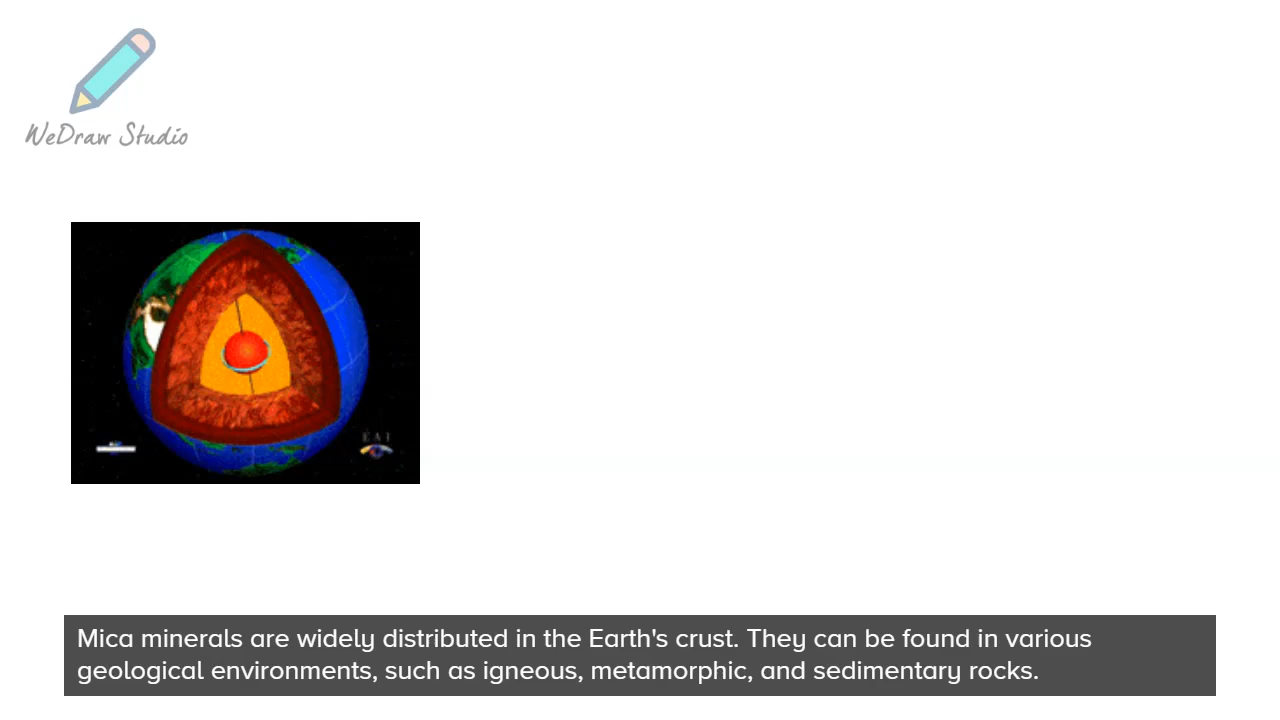 WeDraw Studio
EAI
Mica minerals are widely distributed in the Earth's crust. They can be found in various
geological environments, such as igneous, metamorphic, and sedimentary rocks.